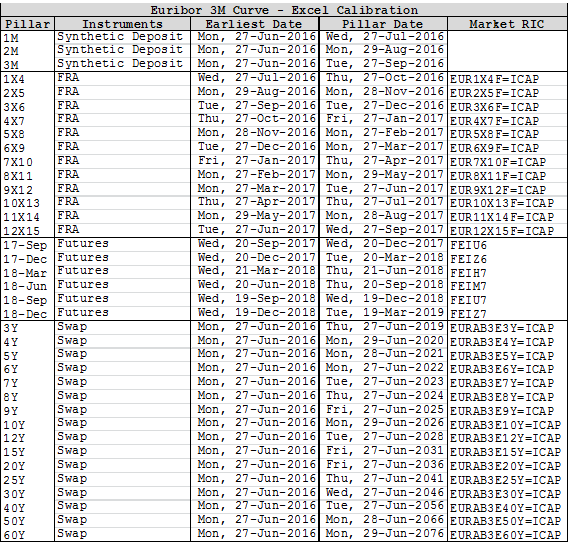 Euribor 3M Curve - Excel Calibration
Pillar Instruments Earliest Date Pillar Date Market RIC
1M Synthetic Deposit Mon, 27-Jun-2016 Wed, 27-Jul-2016
2M Synthetic Deposit Mon, 27-Jun-2016 Mon, 29-Aug-2016
3M Synthetic Deposit Mon, 27-Jun-2016 Tue, 27-Sep-2016
1X4 FRA Wed, 27-Jul-2016 Thu, 27-Oct-2016 EUR1X4F=ICAP
2X5 FRA Mon, 29-Aug-2016 Mon, 28-Nov-2016 EUR2X5F=ICAP
3X6 FRA Tue, 27-Sep-2016 Tue, 27-Dec-2016 EUR3X6F=ICAP
4X7 FRA Thu, 27-Oct-2016 Fri, 27-Jan-2017 EUR4X7F=ICAP
5X8 FRA Mon, 28-Nov-2016 Mon, 27-Feb-2017 EUR5X8F=ICAP
6X9 FRA Tue, 27-Dec-2016 Mon, 27-Mar-2017 EUR6X9F=ICAP
7X10 FRA Fri, 27-Jan-2017 Thu, 27-Apr-2017 EUR7X10F=ICAP
8X11 FRA Mon, 27-Feb-2017 Mon, 29-May-2017 EUR8X11F=ICAP
9X12 FRA Mon, 27-Mar-2017 Tue, 27-Jun-2017 EUR9X12F=ICAP
10X13 FRA Thu, 27-Apr-2017 Thu, 27-Jul-2017 EUR10X13F=ICAP
11X14 FRA Mon, 29-May-2017 Mon, 28-Aug-2017 EUR11X14F=ICAP
12X15 FRA Tue, 27-Jun-2017 Wed, 27-Sep-2017 EUR12X15F=ICAP
17-Sep Futures Wed, 20-Sep-2017 Wed, 20-Dec-2017 FEIU6
17-Dec Futures Wed, 20-Dec-2017 Tue, 20-Mar-2018 FEIZ6
18-Mar Futures Wed, 21-Mar-2018 Thu, 21-Jun-2018 FEIH7
18-Jun Futures Wed, 20-Jun-2018 Thu, 20-Sep-2018 FEIM7
18-Sep Futures Wed, 19-Sep-2018 Wed, 19-Dec-2018 FEIU7
18-Dec Futures Wed, 19-Dec-2018 Tue, 19-Mar-2019 FEIZ7
3Y Swap Mon, 27-Jun-2016 Thu, 27-Jun-2019 EURAB3E3Y=ICAP
4Y Swap Mon, 27-Jun-2016 Mon, 29-Jun-2020 EURAB3E4Y=ICAP
5Y Swap Mon, 27-Jun-2016 Mon, 28-Jun-2021 EURAB3E5Y=ICAP
6Y Swap Mon, 27-Jun-2016 Mon, 27-Jun-2022 EURAB3E6Y=ICAP
7Y Swap Mon, 27-Jun-2016 Tue, 27-Jun-2023 EURAB3E7Y=ICAP
8Y Swap Mon, 27-Jun-2016 Thu, 27-Jun-2024 EURAB3E8Y=ICAP
9Y Swap Mon, 27-Jun-2016 Fri, 27-Jun-2025 EURAB3E9Y=ICAP
10Y Swap Mon, 27-Jun-2016 Mon, 29-Jun-2026 EURAB3E10Y=ICAP
12Y Swap Mon, 27-Jun-2016 Tue, 27-Jun-2028 EURAB3E12Y=ICAP
15Y Swap Mon, 27-Jun-2016 Fri, 27-Jun-2031 EURAB3E15Y=ICAP
20Y Swap Mon, 27-Jun-2016 Fri, 27-Jun-2036 EURAB3E20Y=ICAP
25Y Swap Mon, 27-Jun-2016 Thu, 27-Jun-2041 EURAB3E25Y=ICAP
30Y Swap Mon, 27-Jun-2016 Wed, 27-Jun-2046 EURAB3E30Y=ICAP
40Y Swap Mon, 27-Jun-2016 Tue, 27-Jun-2056 EURAB3E40Y=ICAP
50Y Swap Mon, 27-Jun-2016 Mon, 28-Jun-2066 EURAB3E50Y=ICAP
60Y Swap Mon, 27-Jun-2016 Mon, 29-Jun-2076 EURAB3E60Y=ICAP